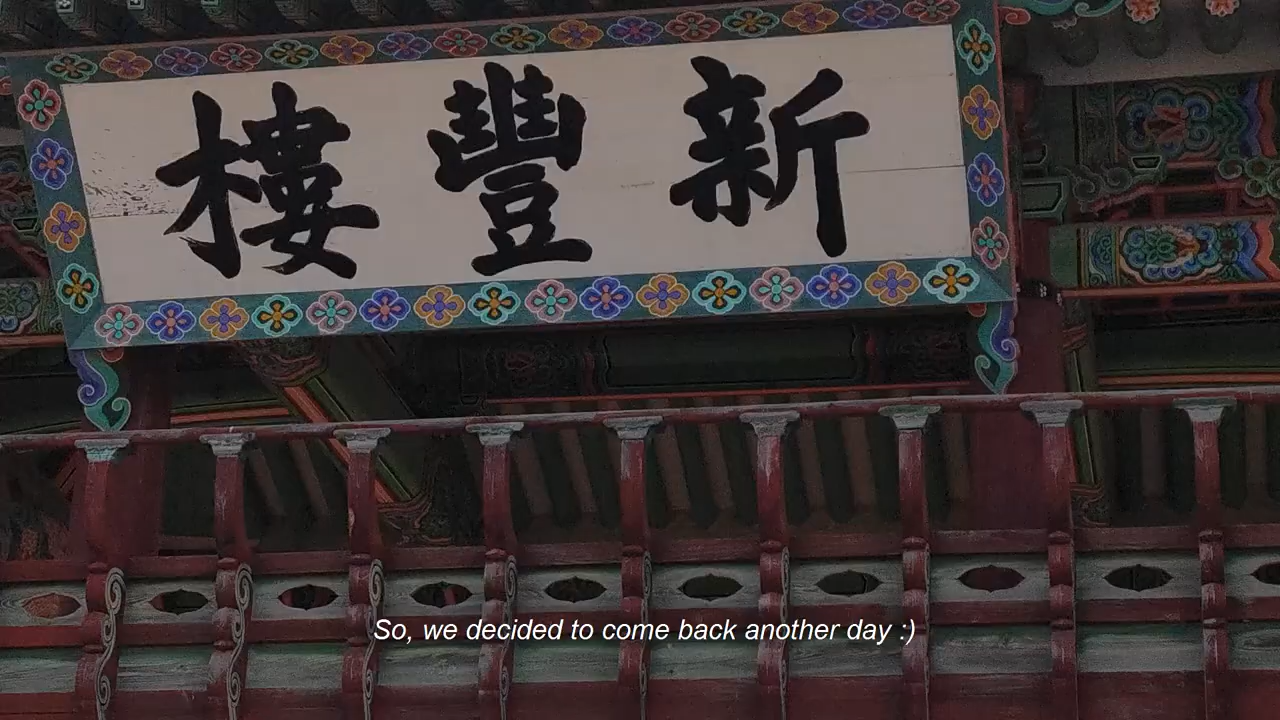 新豐樓
So, we decided to come back another day :)